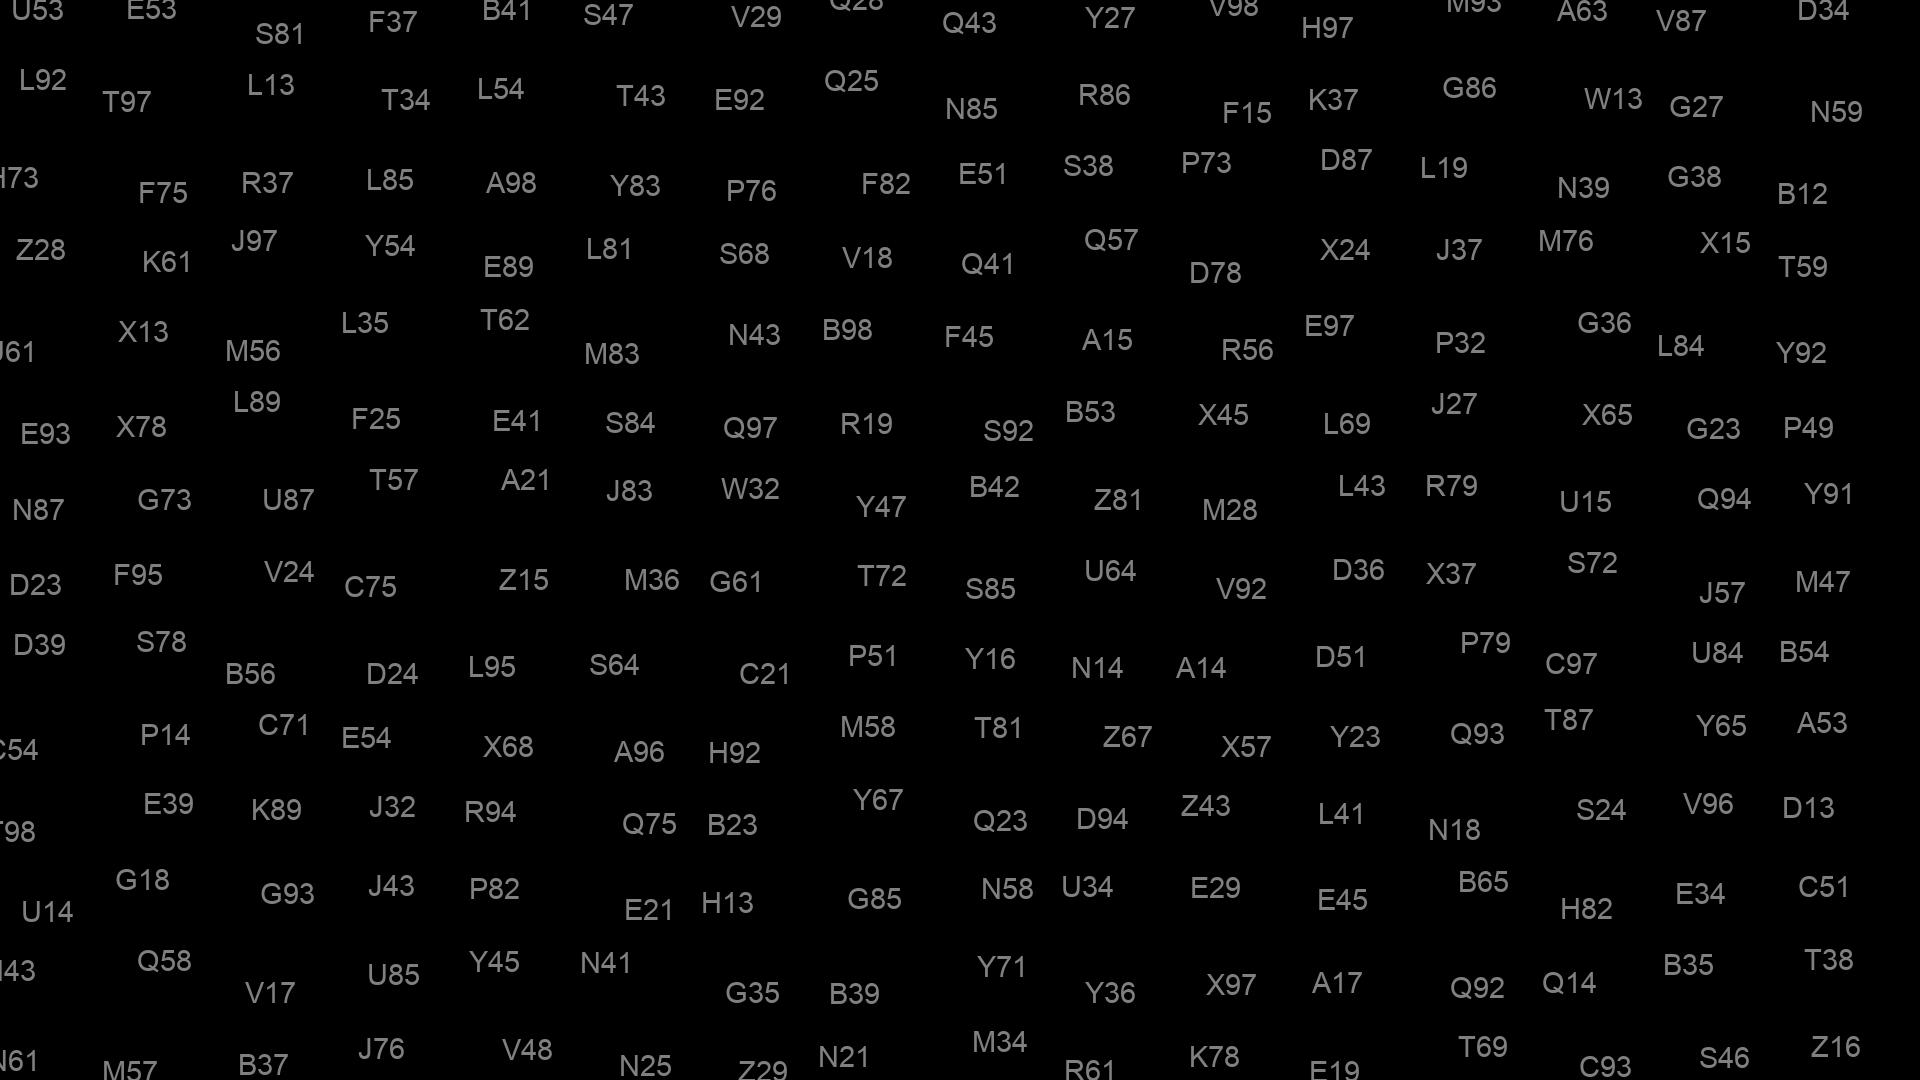 U53 E53 S81 F37 B41 S47 V29 Q28 Q43 Y27 V98 H97 M93 A63 V87 D34
L92 T97 L13 T34 L54 T43 E92 Q25 N85 R86 F15 K37 G86 W13 G27 N59
F75 R37 L85 A98 Y83 P76 F82 E51 S38 P73 D87 L19 N39 G38 B12
Z28 K61 J97 Y54 E89 L81 S68 V18 Q41 Q57 D78 X24 J37 M76 X15 T59
X13 M56 L35 T62 M83 N43 B98 F45 A15 R56 E97 P32 G36 L84 Y92
E93 X78 L89 F25 E41 S84 Q97 R19 S92 B53 X45 L69 J27 X65 G23 P49
N87 G73 U87 T57 A21 J83 W32 Y47 B42 Z81 M28 L43 R79 U15 Q94 Y91
D23 F95 V24 C75 Z15 M36 G61 T72 S85 U64 V92 D36 X37 S72 J57 M47
D39 S78 B56 D24 L95 S64 C21 P51 Y16 N14 A14 D51 P79 C97 U84 B54
C54 P14 C71 E54 X68 A96 H92 M58 T81 Z67 X57 Y23 Q93 T87 Y65 A53
E39 K89 J32 R94 Q75 B23 Y67 Q23 D94 Z43 L41 N18 S24 V96 D13
U14 G18 G93 J43 P82 E21 H13 G85 N58 U34 E29 E45 B65 H82 E34 C51
Q58 V17 U85 Y45 N41 G35 B39 Y71 Y36 X97 A17 Q92 Q14 B35 T38
N61 M57 B37 J76 V48 N25 Z29 N21 M34 R61 K78 E19 T69 C93 S46 Z16